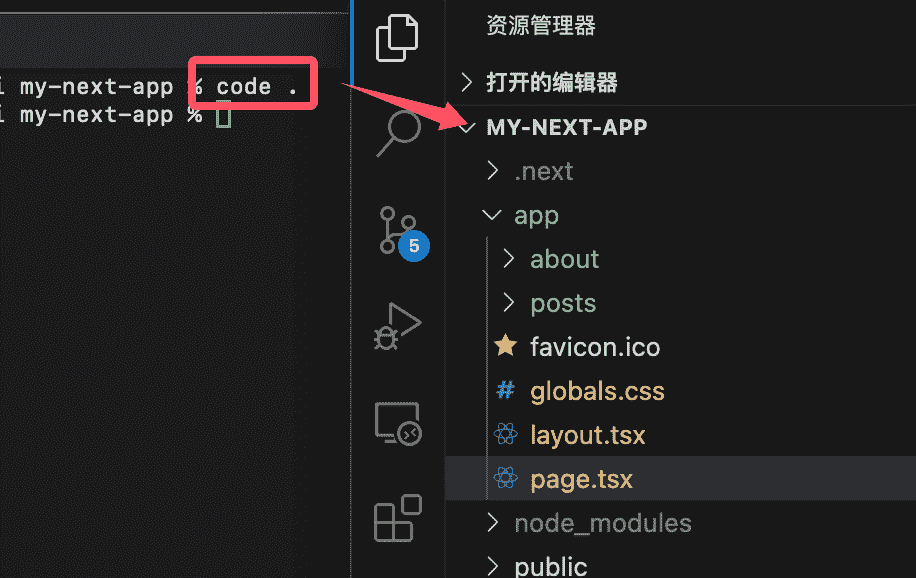 i my-next-app % code .
i my-next-app %
资源管理器
打开的编辑器
MY-NEXT-APP
.next
app
about
posts
favicon.ico
globals.css
layout.tsx
page.tsx
node_modules
public
5